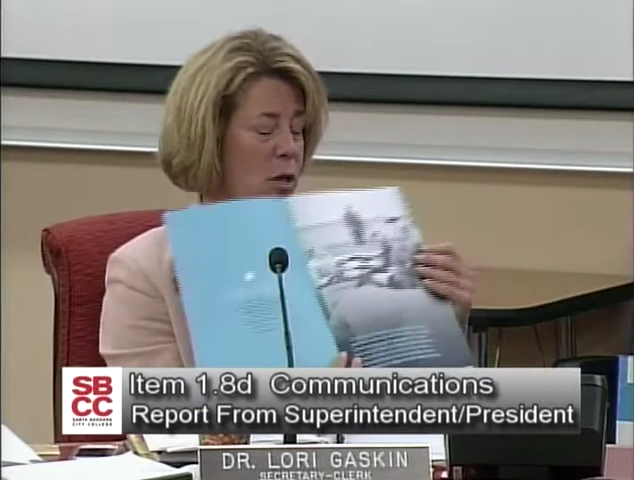 SB
CC
SANTA BARBARA
CITY COLLEGE
Item 1.8d Communications
Report From Superintendent/President
DR. LORI GASKIN
SECRETARY-CLERK